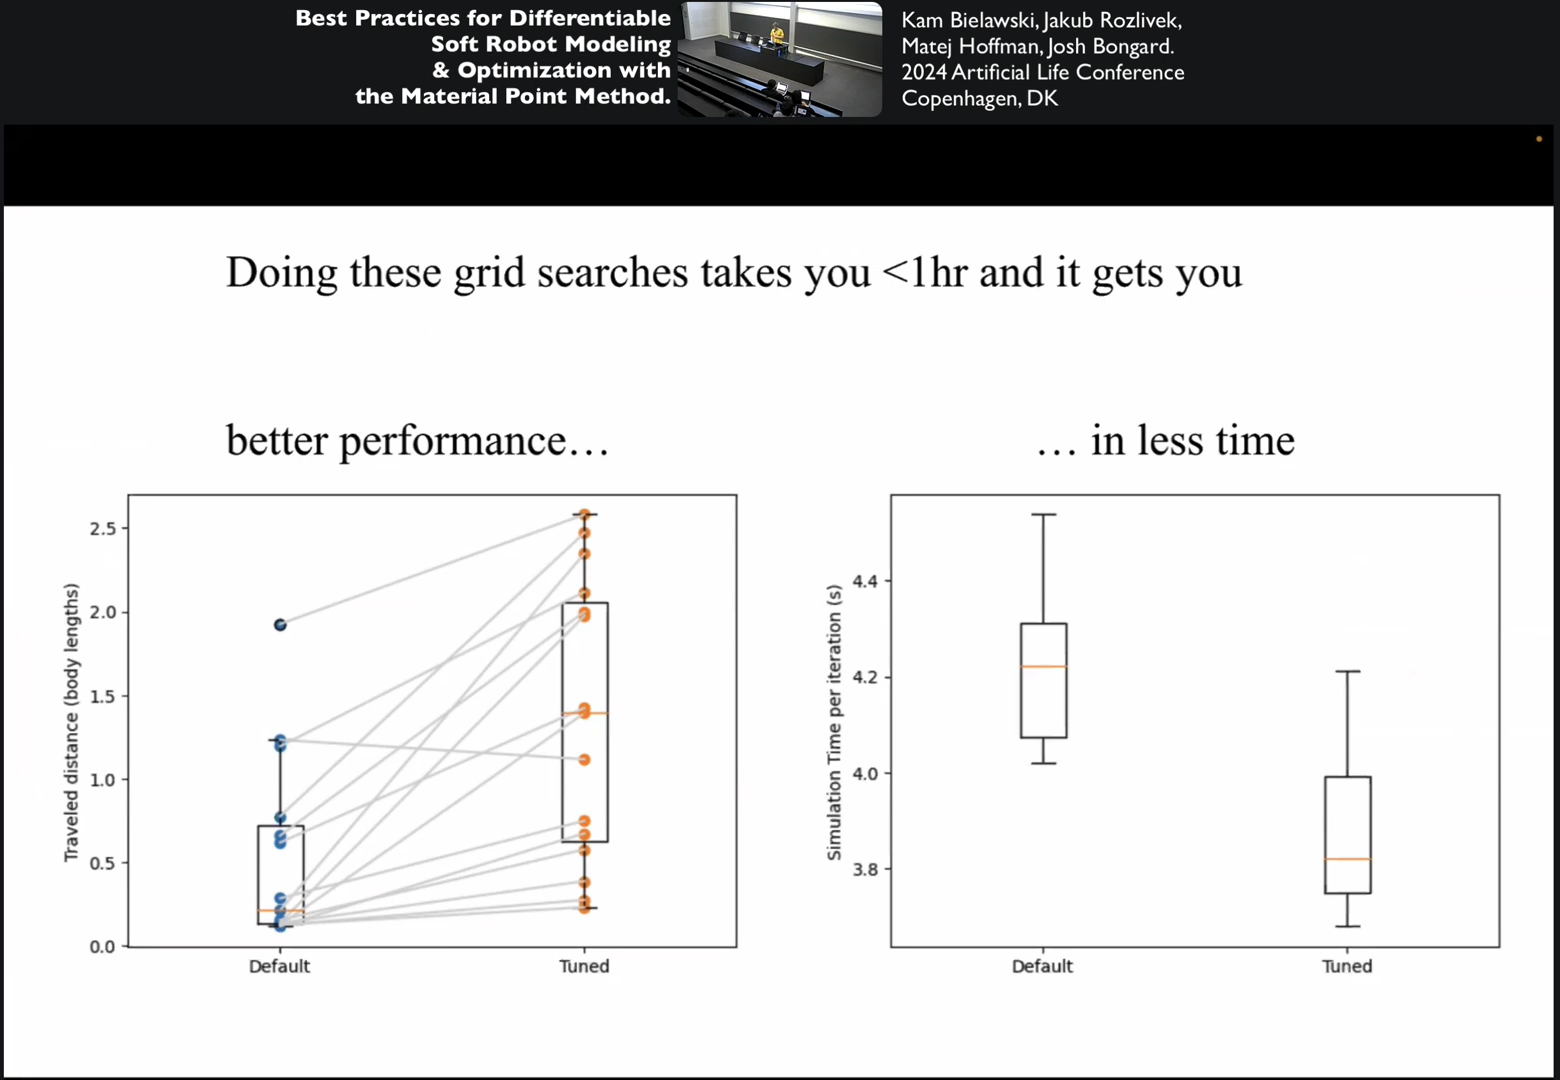 Best Practices for Differentiable
Soft Robot Modeling
& Optimization with
the Material Point Method.
Kam Bielawski, Jakub Rozlivek,
Matej Hoffman, Josh Bongard.
2024 Artificial Life Conference
Copenhagen, DK
Doing these grid searches takes you <1hr and it gets you
better performance…
… in less time
Traveled distance (body lengths)
2.5
2.0
1.5
1.0
0.5
0.0
Default
Tuned
Simulation Time per iteration (s)
4.4
4.2
4.0
3.8
Default
Tuned